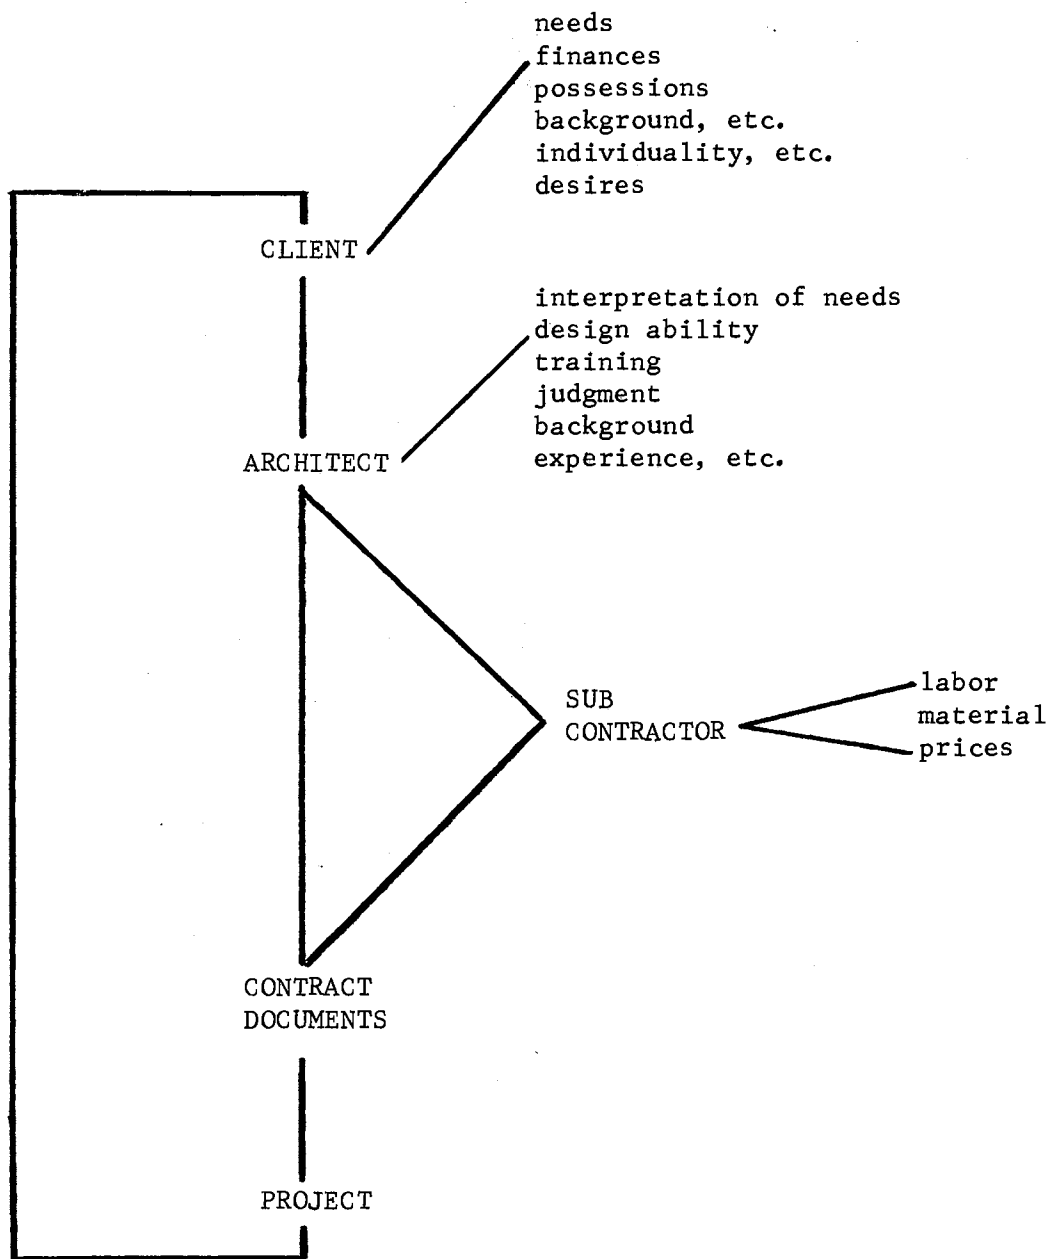 needs
finances
possessions
background, etc.
individuality, etc.
desires
CLIENT
interpretation of needs
design ability
training
judgment
background
experience, etc.
ARCHITECT
SUB
CONTRACTOR
labor
material
prices
CONTRACT
DOCUMENTS
PROJECT